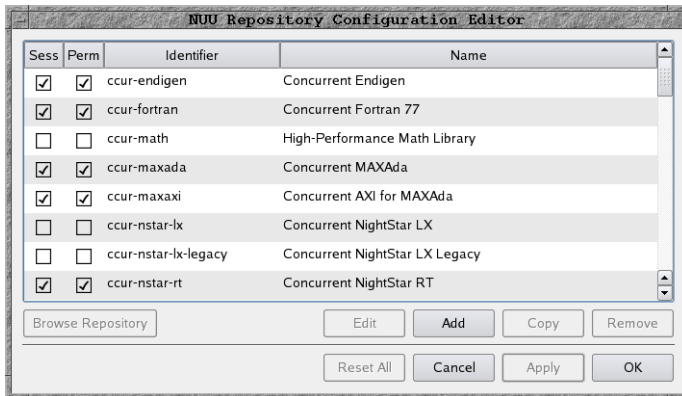 NUU Repository Configuration Editor
Sess Perm Identifier Name
ccur-endigen Concurrent Endigen
ccur-fortran Concurrent Fortran 77
ccur-math High-Performance Math Library
ccur-maxada Concurrent MAXAda
ccur-maxaxi Concurrent AXI for MAXAda
ccur-nstar-lx Concurrent NightStar LX
ccur-nstar-lx-legacy Concurrent NightStar LX Legacy
ccur-nstar-rt Concurrent NightStar RT
Browse Repository Edit Add Copy Remove
Reset All Cancel Apply OK